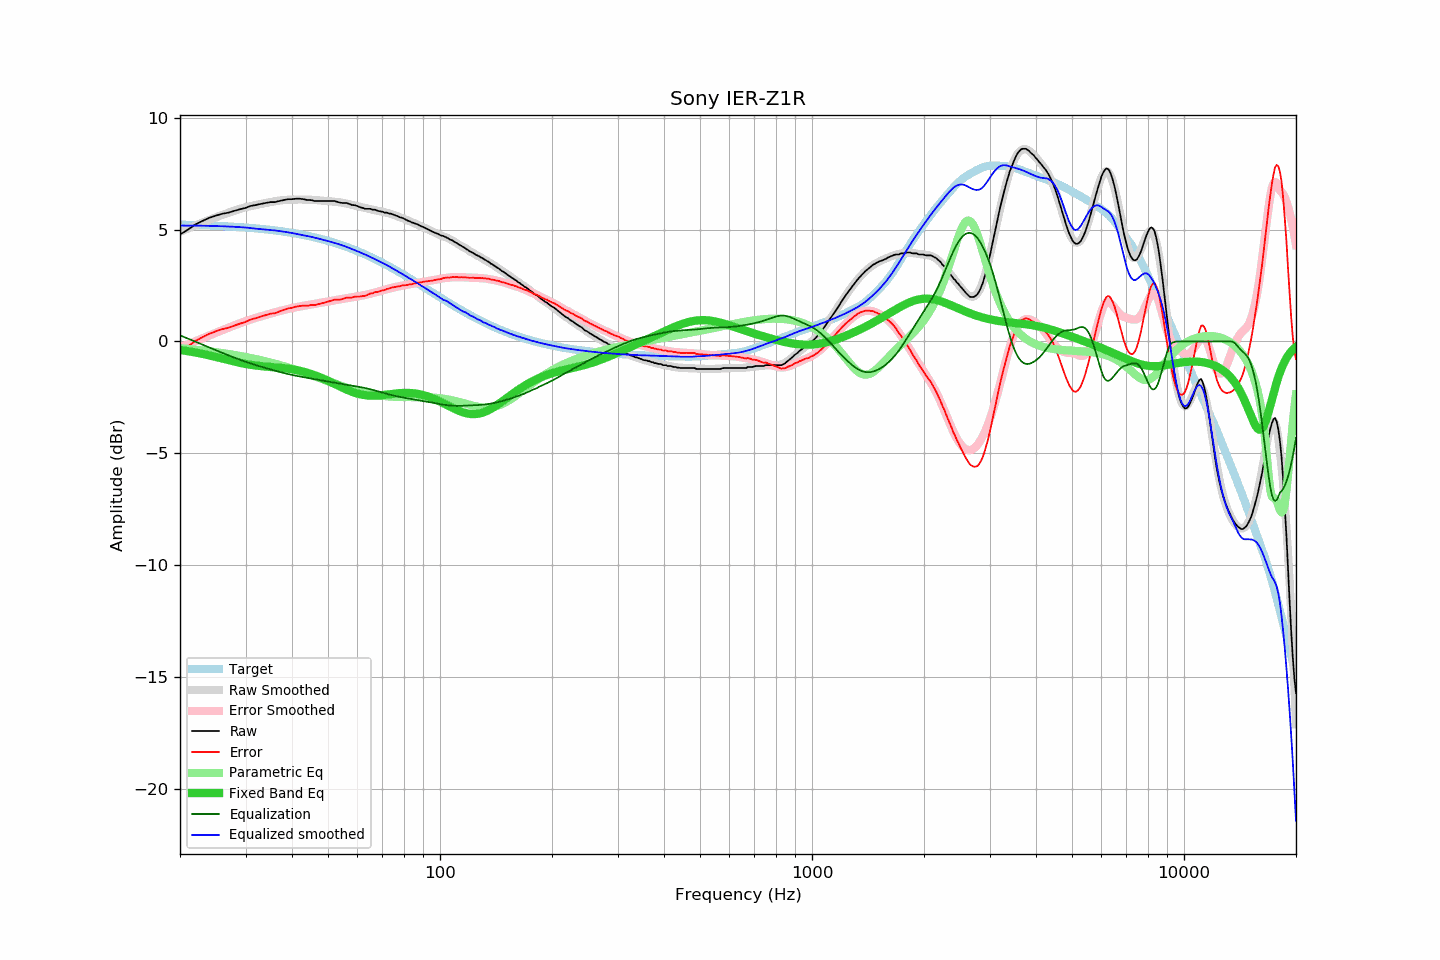 Sony IER-Z1R
10
5
0
−5
−10
−15
−20
Amplitude (dBr)
Target
Raw Smoothed
Error Smoothed
Raw
Error
Parametric Eq
Fixed Band Eq
Equalization
Equalized smoothed
100
1000
10000
Frequency (Hz)